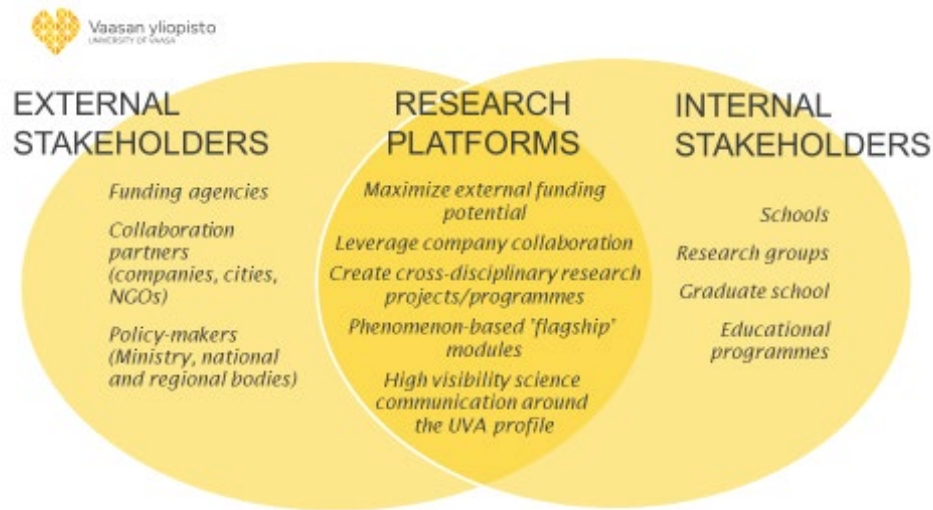 Vaasan yliopisto
UNIVERSITY OF VAASA
EXTERNAL
STAKEHOLDERS
Funding agencies
Collaboration
partners
(companies, cities,
NGOs)
Policy-makers
(Ministry, national
and regional bodies)
RESEARCH
PLATFORMS
Maximize external funding
potential
Leverage company collaboration
Create cross-disciplinary research
projects/programmes
Phenomenon-based "flagship"
modules
High visibility science
communication around
the UVA profile
INTERNAL
STAKEHOLDERS
Schools
Research groups
Graduate school
Educational
programmes